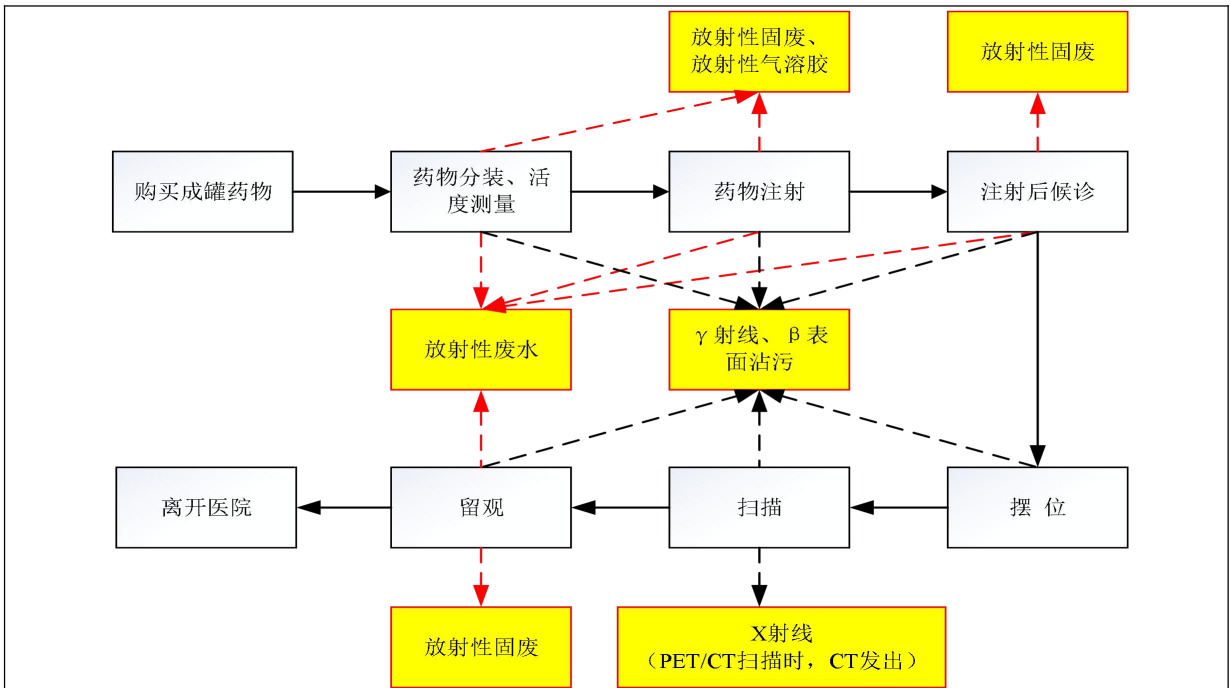 放射性固废、
放射性气溶胶
放射性固废
购买成罐药物
药物分装、活
度测量
药物注射
注射后候诊
放射性废水
γ射线、β表
面沾污
离开医院
留观
扫描
摆 位
放射性固废
X射线
（PET/CT扫描时，CT发出）